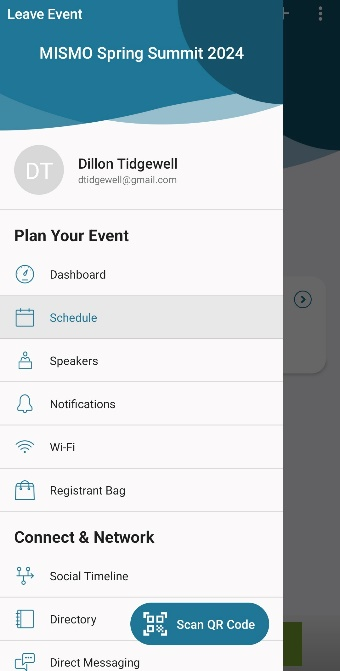 Leave Event
MISMO Spring Summit 2024
DT
Dillon Tidgewell
dtidgewell@gmail.com
Plan Your Event
Dashboard
Schedule
Speakers
Notifications
Wi-Fi
Registrant Bag
Connect & Network
Social Timeline
Directory
Scan QR Code
Direct Messaging